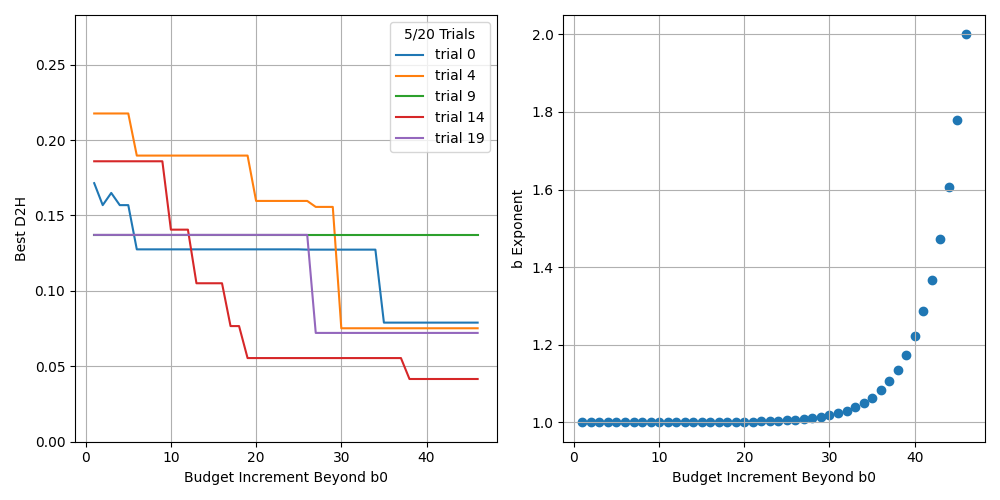 5/20 Trials
trial 0
trial 4
trial 9
trial 14
trial 19
0.25
0.20
0.15
0.10
0.05
0.00
Best D2H
0 10 20 30 40
Budget Increment Beyond b0
2.0
1.8
1.6
1.4
1.2
1.0
b Exponent
0 10 20 30 40
Budget Increment Beyond b0